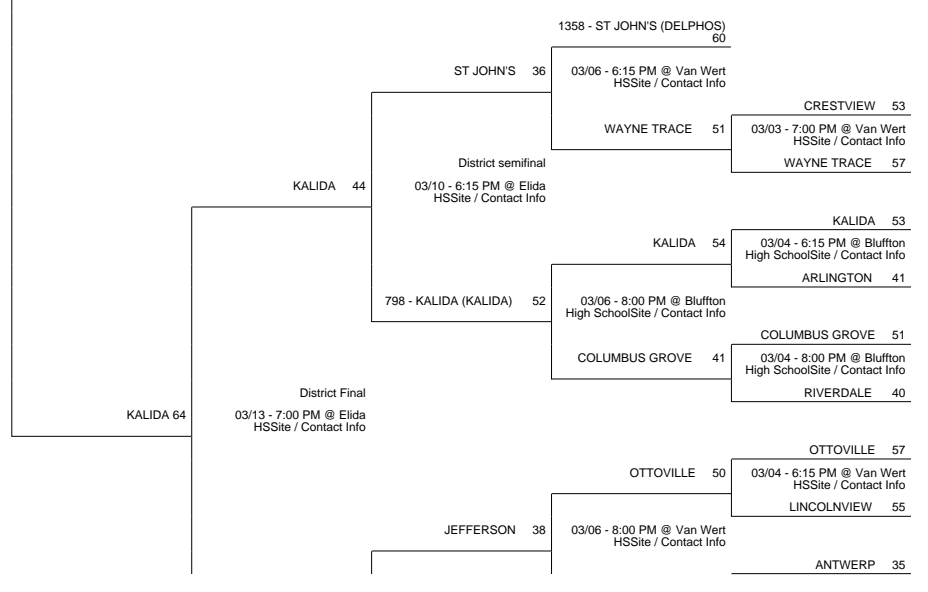 1358 - ST JOHN'S (DELPHOS)
60
ST JOHN'S 36
03/06 - 6:15 PM @ Van Wert
HSSite / Contact Info
CRESTVIEW 53
WAYNE TRACE 51
03/03 - 7:00 PM @ Van Wert
HSSite / Contact Info
District semifinal
WAYNE TRACE 57
KALIDA 44
03/10 - 6:15 PM @ Elida
HSSite / Contact Info
KALIDA 53
KALIDA 54
03/04 - 6:15 PM @ Bluffton
High SchoolSite / Contact Info
ARLINGTON 41
798 - KALIDA (KALIDA) 52
03/06 - 8:00 PM @ Bluffton
High SchoolSite / Contact Info
COLUMBUS GROVE 51
COLUMBUS GROVE 41
03/04 - 8:00 PM @ Bluffton
High SchoolSite / Contact Info
District Final
RIVERDALE 40
KALIDA 64
03/13 - 7:00 PM @ Elida
HSSite / Contact Info
OTTOVILLE 57
OTTOVILLE 50
03/04 - 6:15 PM @ Van Wert
HSSite / Contact Info
LINCOLNVIEW 55
JEFFERSON 38
03/06 - 8:00 PM @ Van Wert
HSSite / Contact Info
ANTWERP 35